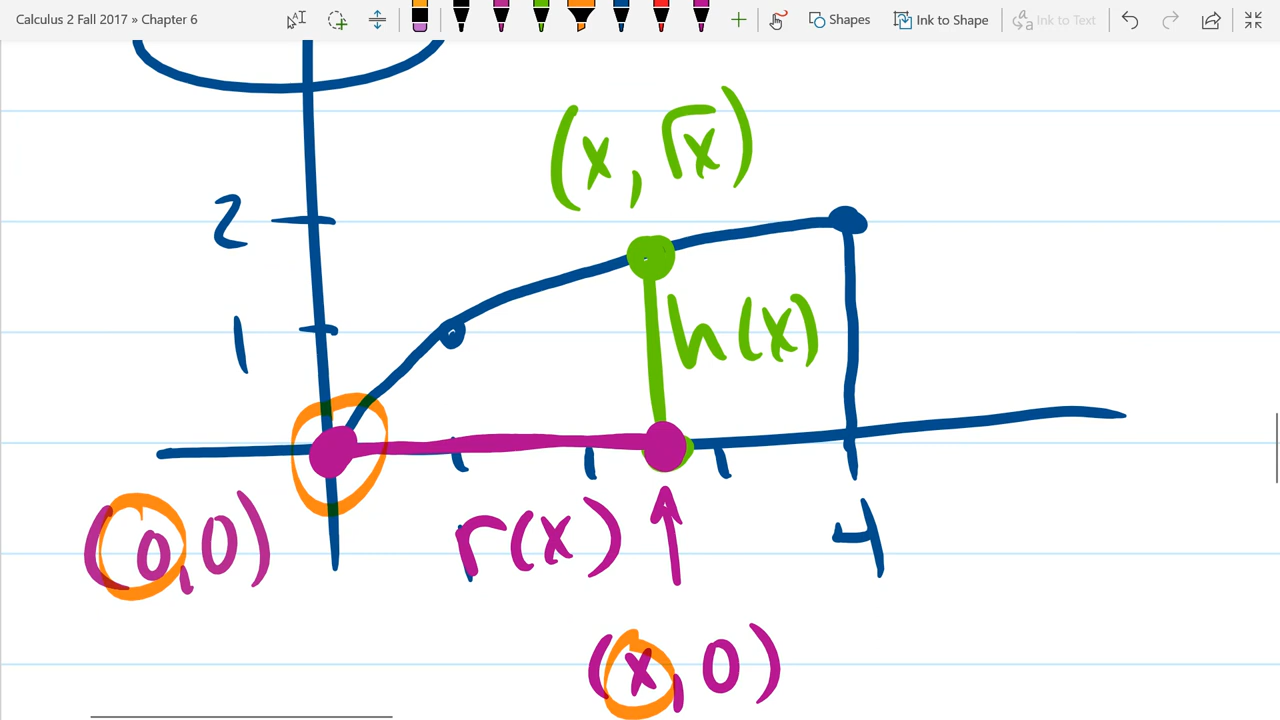 Calculus 2 Fall 2017 » Chapter 6
Shapes
Ink to Shape
Ink to Text
(x, √x)
2
1
h(x)
(0,0)
r(x)
4
(x,0)